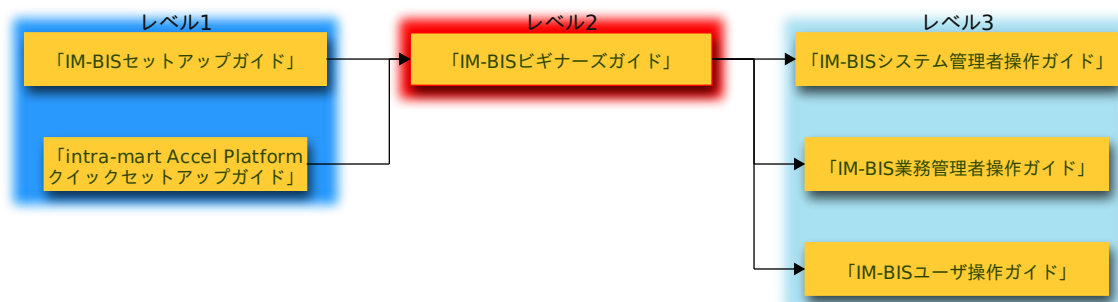 レベル1
「IM-BISセットアップガイド」
「intra-mart Accel Platform
クイックセットアップガイド」
レベル2
「IM-BISビギナーズガイド」
レベル3
「IM-BISシステム管理者操作ガイド」
「IM-BIS業務管理者操作ガイド」
「IM-BISユーザ操作ガイド」